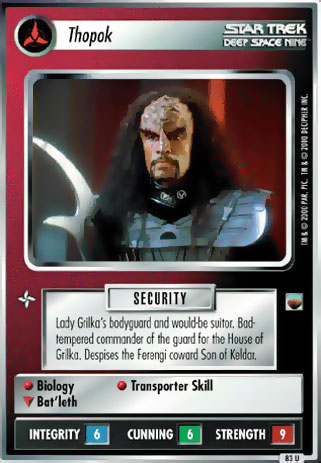 Thopok
STAR TREK
DEEP SPACE NINE
TM & © 2000 PAR. PIC. TM & © 2000 DECIPHER INC.
SECURITY
Lady Grilka's bodyguard and would-be suitor. Bad-
tempered commander of the guard for the House of
Grilka. Despises the Ferengi coward Son of Keldar.
Biology
Transporter Skill
Bat'leth
INTEGRITY 6 CUNNING 6 STRENGTH 9
83 U